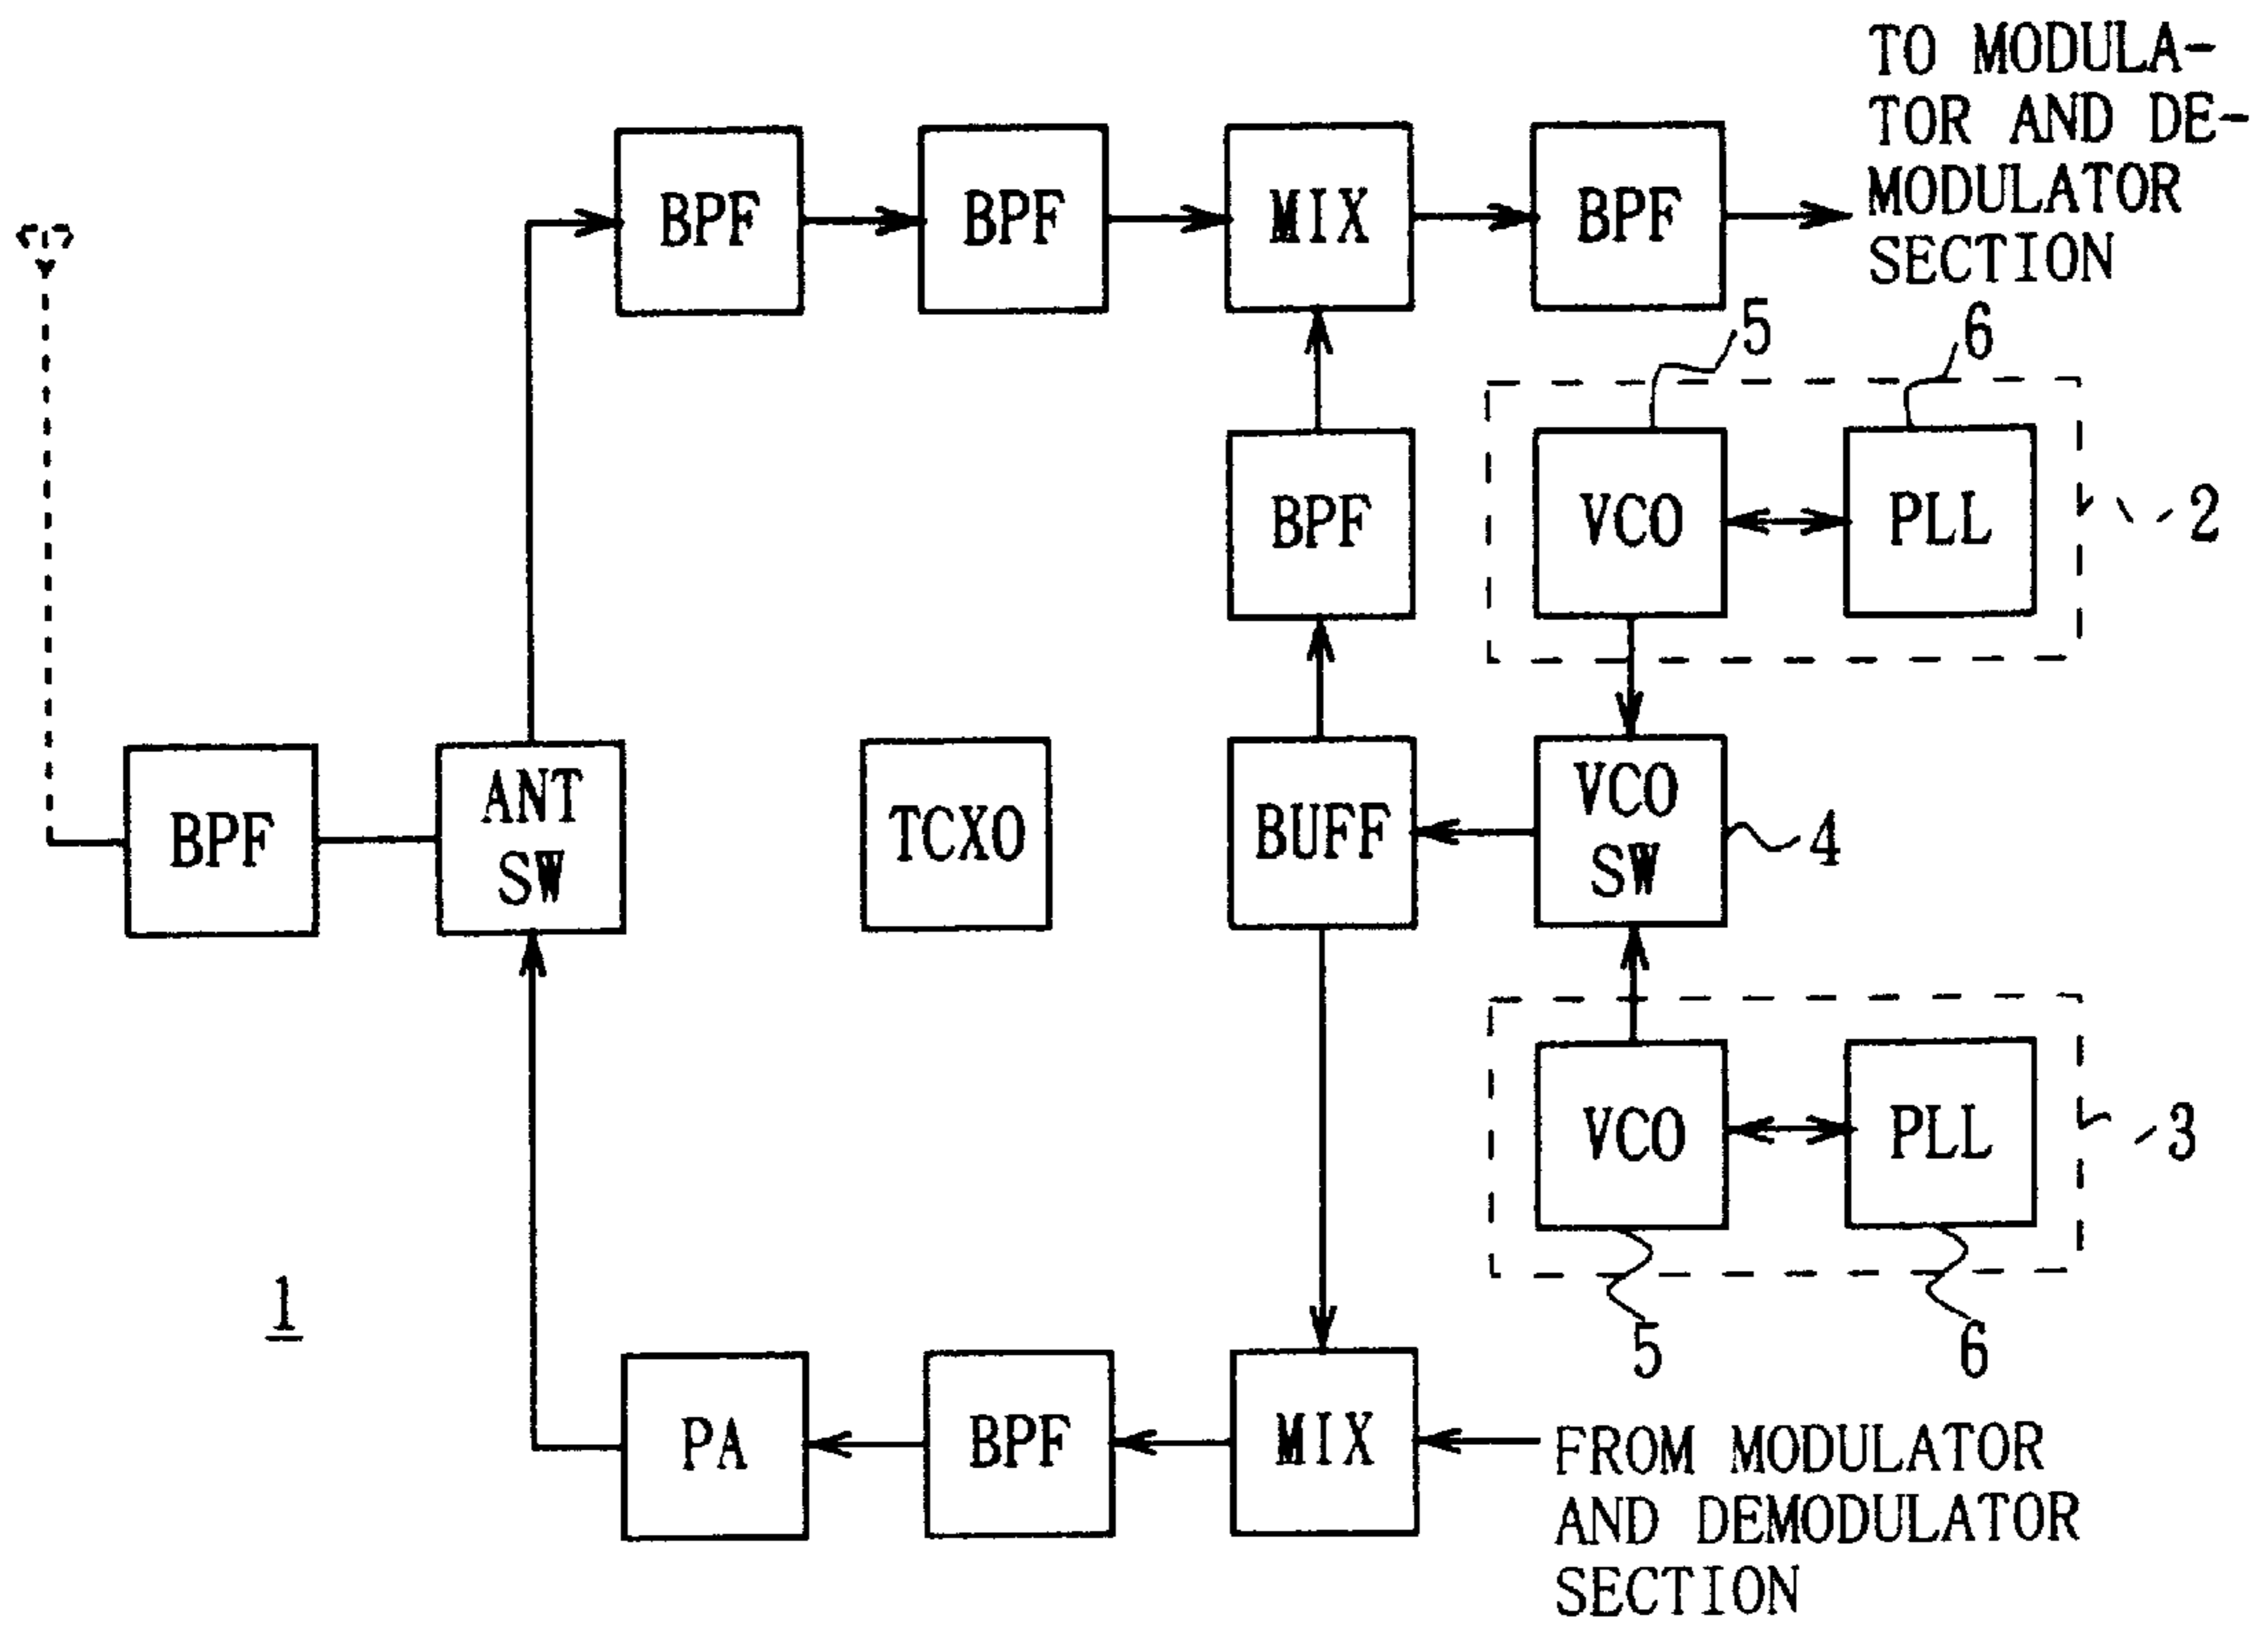 TO MODULA-
TOR AND DE-
MODULATOR
SECTION
BPF
BPF
MIX
BPF
5
6
BPF
VCO
PLL
2
BPF
ANT
SW
TCXO
BUFF
VCO
SW
4
VCO
PLL
3
1
5
6
PA
BPF
MIX
FROM MODULATOR
AND DEMODULATOR
SECTION